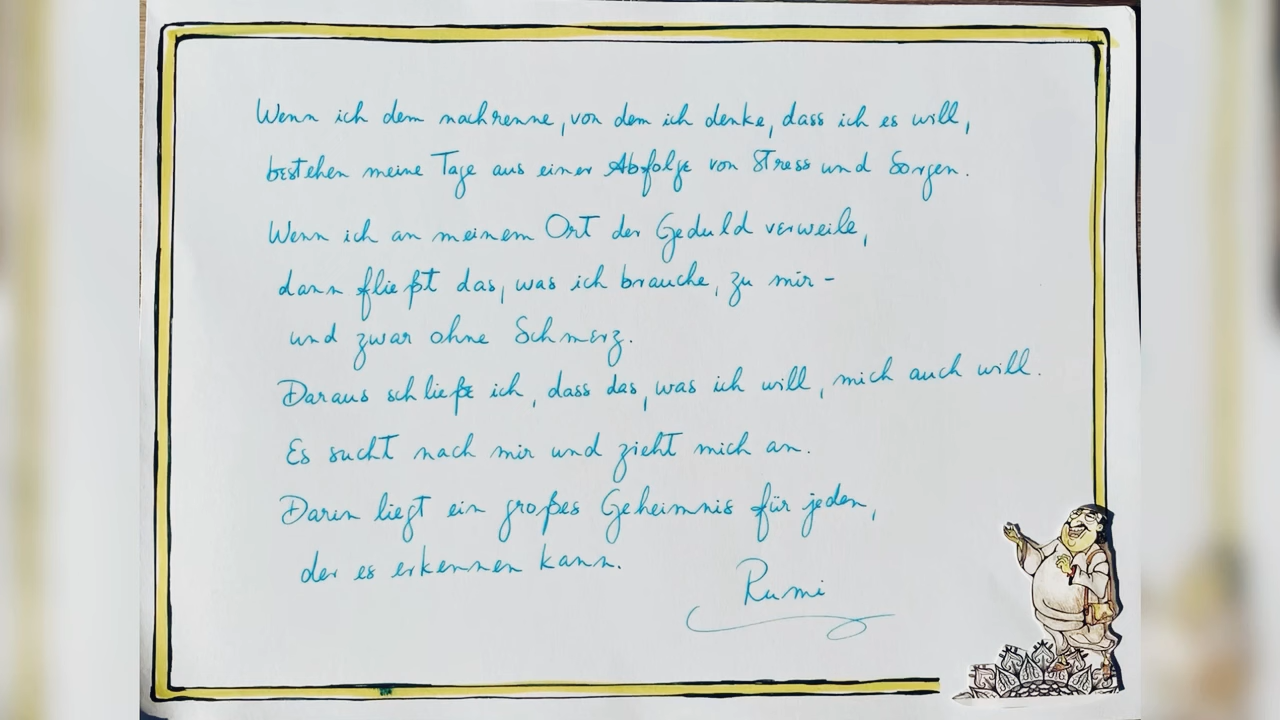 Wenn ich dem nachrenne, von dem ich denke, dass ich es will,
bestehen meine Tage aus einer Abfolge von Stress und Sorgen.
Wenn ich an meinem Ort der Geduld verweile,
dann fließt das, was ich brauche, zu mir -
und zwar ohne Schmerz.
Daraus schließe ich, dass das, was ich will, mich auch will.
Es sucht nach mir und zieht mich an.
Darin liegt ein großes Geheimnis für jeden,
der es erkennen kann.
Rumi